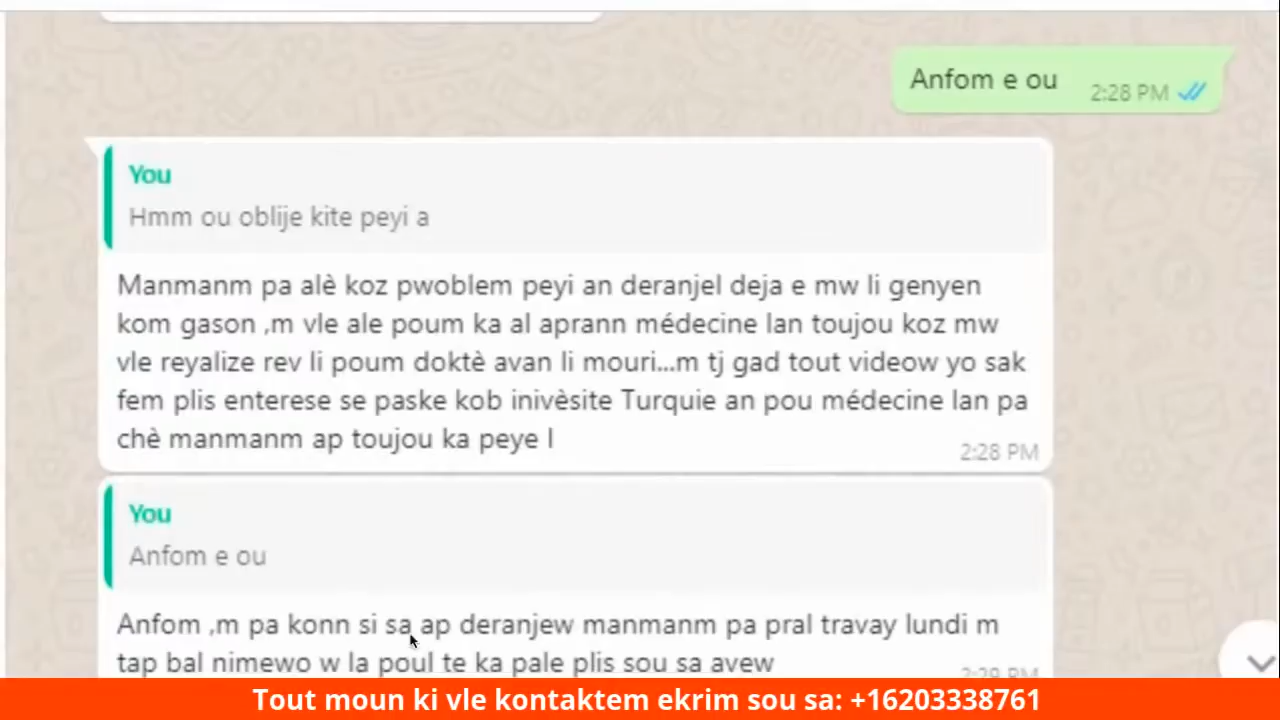 Anfom e ou
2:28 PM
You
Hmm ou oblije kite peyi a
Manmanm pa alè koz pwoblem peyi an deranjel deja e mw li genyen
kom gason ,m vle ale poum ka al aprann médecine lan toujou koz mw
vle reyalize rev li poum doktè avan li mouri...m tj gad tout videow yo sak
fem plis enterese se paske kob inivèsite Turquie an pou médecine lan pa
chè manmanm ap toujou ka peye l
2:28 PM
You
Anfom e ou
Anfom ,m pa konn si sa ap deranjew manmanm pa pral travay lundi m
tap bal nimewo w la poul te ka pale plis sou sa avew
2:29 PM
Tout moun ki vle kontaktem ekrim sou sa: +16203338761